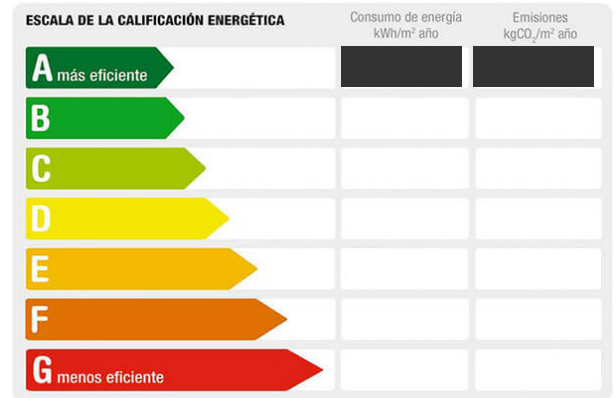 ESCALA DE LA CALIFICACIÓN ENERGÉTICA
Consumo de energía
kWh/m² año
Emisiones
kgCO₂/m² año
A más eficiente
B
C
D
E
F
G menos eficiente